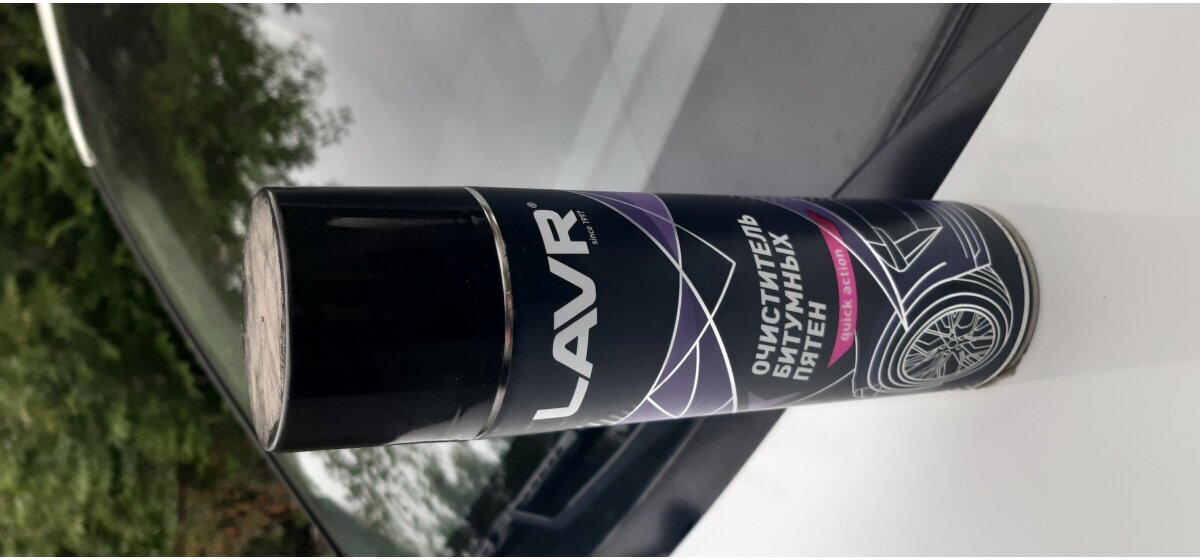 LAVR®
since 1997
ОЧИСТИТЕЛЬ
БИТУМНЫХ
ПЯТЕН
quick action